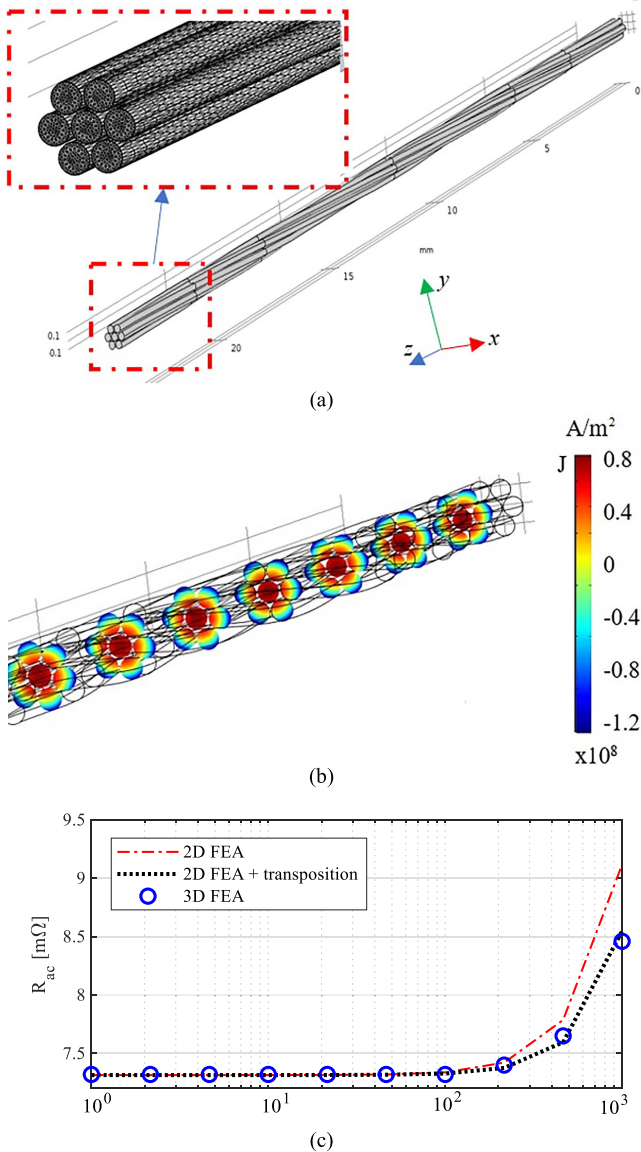 0
5
10
mm
15
20
0.1
0.1
y
z
x
(a)
A/m²
J
0.8
0.4
0
-0.4
-0.8
-1.2
x10⁸
(b)
9.5
9
8.5
8
7.5
R_ac [mΩ]
2D FEA
2D FEA + transposition
3D FEA
10⁰ 10¹ 10² 10³
(c)